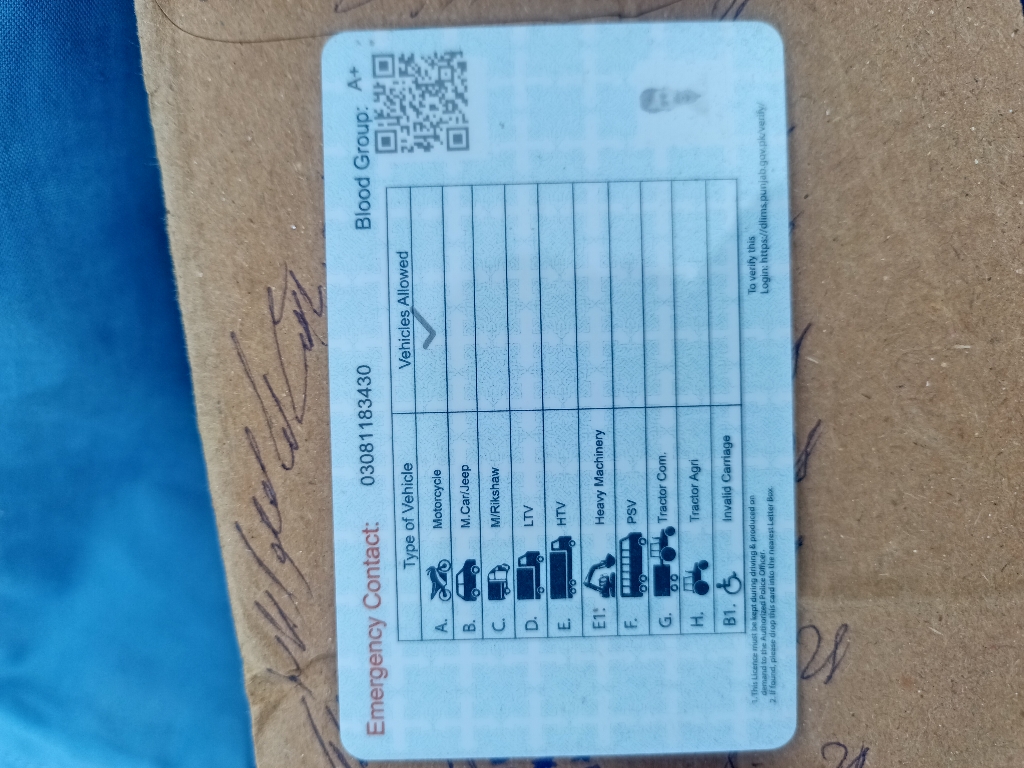 Emergency Contact: 03081183430 Blood Group: A+
Type of Vehicle Vehicles Allowed
A. Motorcycle
B. M.Car/Jeep
C. M/Rikshaw
D. LTV
E. HTV
E1. Heavy Machinery
F. PSV
G. Tractor Com.
H. Tractor Agri
B1. Invalid Carriage
1. This Licence must be kept during driving & produced on
demand to the Authorized Police Officer.
2. If found, please drop this card into the nearest Letter Box.
To verify this
Login: https://dlims.punjab.gov.pk/verify/